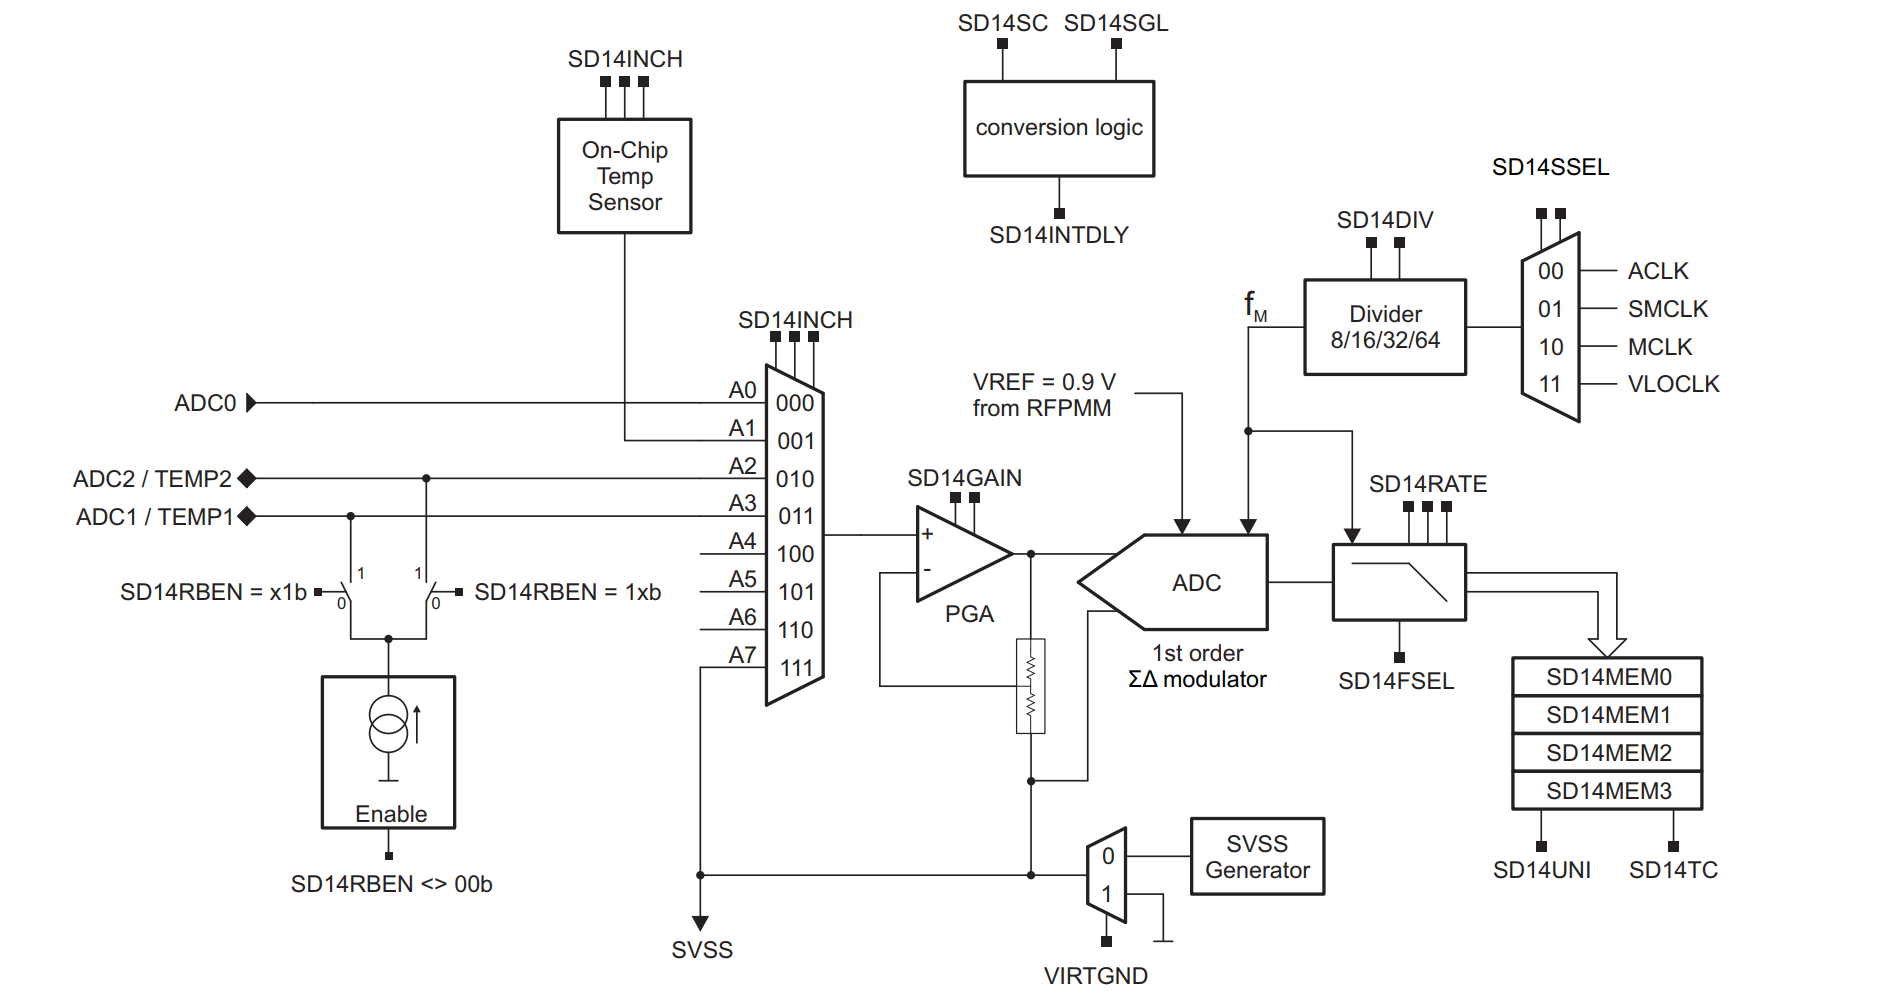 SD14SC SD14SGL
SD14INCH
conversion logic
On-Chip
Temp
Sensor
SD14SSEL
SD14DIV
SD14INTDLY
00 ACLK
01 SMCLK
10 MCLK
11 VLOCLK
fM
Divider
8/16/32/64
SD14INCH
VREF = 0.9 V
from RFPMM
ADC0
A0 000
A1 001
ADC2 / TEMP2
A2 010
ADC1 / TEMP1
A3 011
A4 100
A5 101
A6 110
A7 111
SD14GAIN
+
-
PGA
SD14RATE
ADC
1st order
ΣΔ modulator
SD14FSEL
SD14RBEN = x1b
1
0
1
0
SD14RBEN = 1xb
Enable
SD14RBEN <> 00b
SD14MEM0
SD14MEM1
SD14MEM2
SD14MEM3
SD14UNI SD14TC
0
1
SVSS
Generator
SVSS
VIRTGND